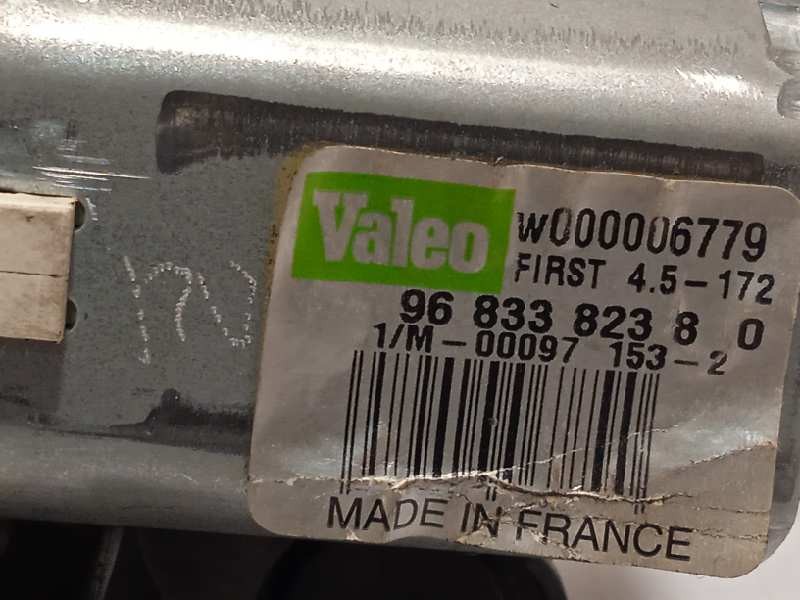 Valeo
W000006779
FIRST 4.5-172
96 833 823 8 0
1/M-00097 153-2
MADE IN FRANCE